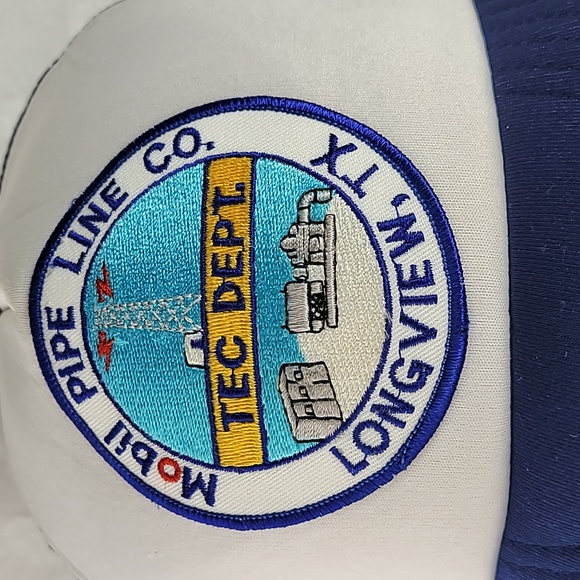 Mobil PIPE LINE CO.
TEC DEPT.
LONGVIEW, TX